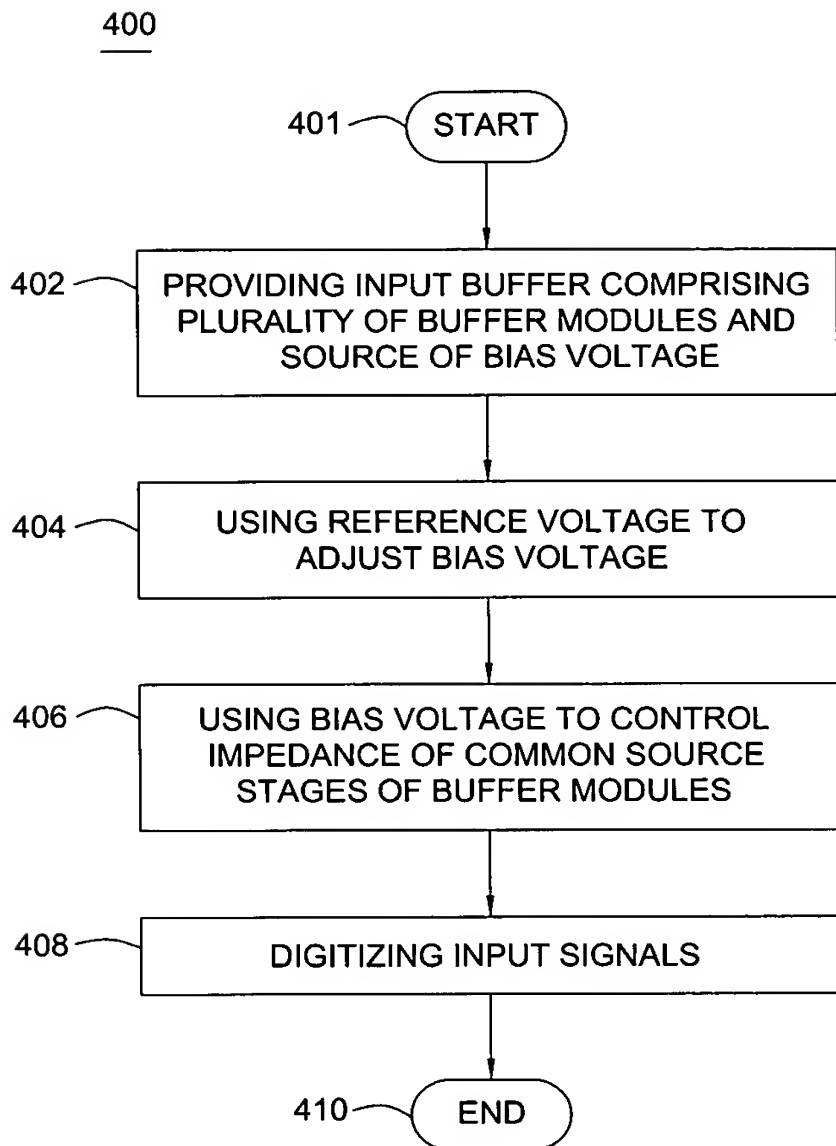 400
401
START
402
PROVIDING INPUT BUFFER COMPRISING
PLURALITY OF BUFFER MODULES AND
SOURCE OF BIAS VOLTAGE
404
USING REFERENCE VOLTAGE TO
ADJUST BIAS VOLTAGE
406
USING BIAS VOLTAGE TO CONTROL
IMPEDANCE OF COMMON SOURCE
STAGES OF BUFFER MODULES
408
DIGITIZING INPUT SIGNALS
410
END